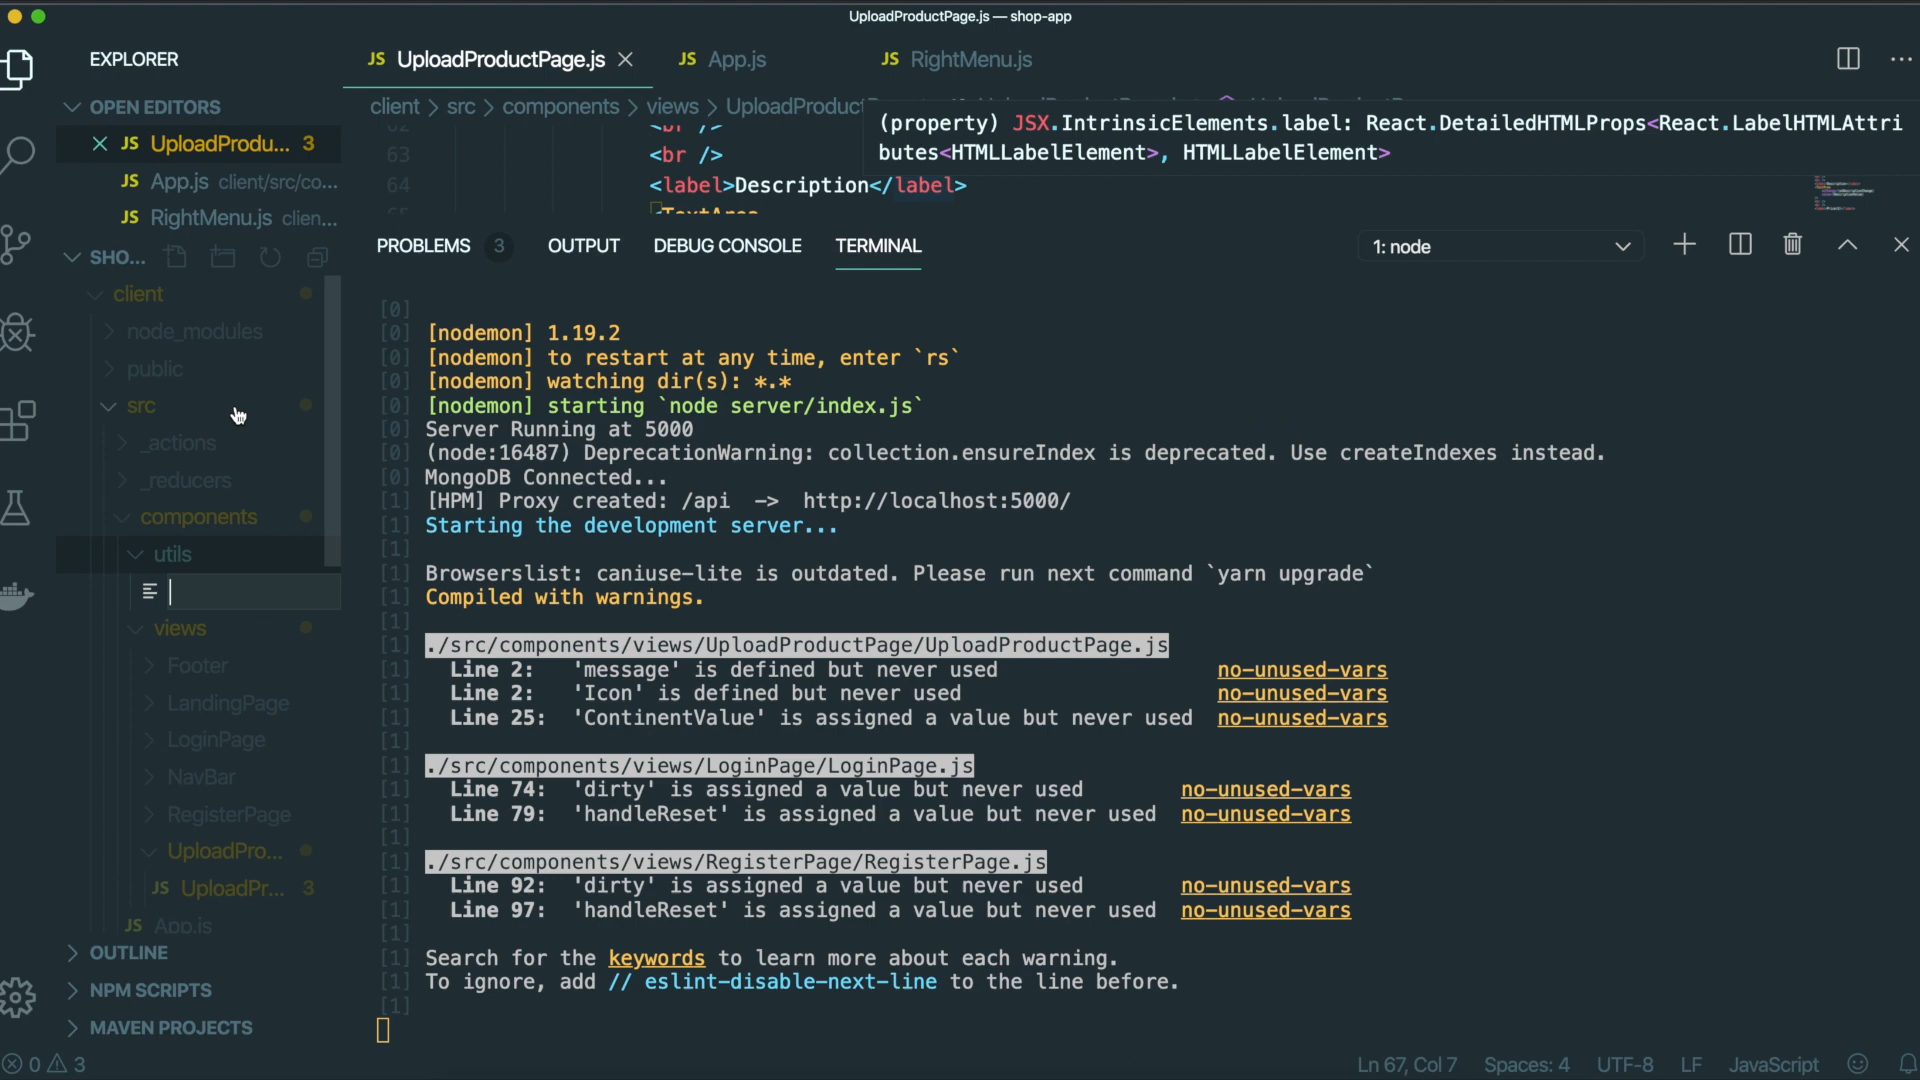 UploadProductPage.js — shop-app
EXPLORER
JS UploadProductPage.js
JS App.js
JS RightMenu.js
OPEN EDITORS
JS UploadProdu... 3
JS App.js client/src/co...
JS RightMenu.js clien...
SHO...
client
node_modules
public
src
_actions
_reducers
components
utils
views
Footer
LandingPage
LoginPage
NavBar
RegisterPage
UploadPro...
JS UploadPr... 3
JS App.js
OUTLINE
NPM SCRIPTS
MAVEN PROJECTS
client > src > components > views > UploadProduct
(property) JSX.IntrinsicElements.label: React.DetailedHTMLProps<React.LabelHTMLAttri
butes<HTMLLabelElement>, HTMLLabelElement>
62 <br />
63 <br />
64 <label>Description</label>
65 <TextArea
PROBLEMS 3 OUTPUT DEBUG CONSOLE TERMINAL
1: node
[0]
[0] [nodemon] 1.19.2
[0] [nodemon] to restart at any time, enter `rs`
[0] [nodemon] watching dir(s): *.*
[0] [nodemon] starting `node server/index.js`
[0] Server Running at 5000
[0] (node:16487) DeprecationWarning: collection.ensureIndex is deprecated. Use createIndexes instead.
[0] MongoDB Connected...
[1] [HPM] Proxy created: /api -> http://localhost:5000/
[1] Starting the development server...
[1]
[1] Browserslist: caniuse-lite is outdated. Please run next command `yarn upgrade`
[1] Compiled with warnings.
[1]
[1] ./src/components/views/UploadProductPage/UploadProductPage.js
[1] Line 2: 'message' is defined but never used no-unused-vars
[1] Line 2: 'Icon' is defined but never used no-unused-vars
[1] Line 25: 'ContinentValue' is assigned a value but never used no-unused-vars
[1]
[1] ./src/components/views/LoginPage/LoginPage.js
[1] Line 74: 'dirty' is assigned a value but never used no-unused-vars
[1] Line 79: 'handleReset' is assigned a value but never used no-unused-vars
[1]
[1] ./src/components/views/RegisterPage/RegisterPage.js
[1] Line 92: 'dirty' is assigned a value but never used no-unused-vars
[1] Line 97: 'handleReset' is assigned a value but never used no-unused-vars
[1]
[1] Search for the keywords to learn more about each warning.
[1] To ignore, add // eslint-disable-next-line to the line before.
[1]
0 3
Ln 67, Col 7 Spaces: 4 UTF-8 LF JavaScript